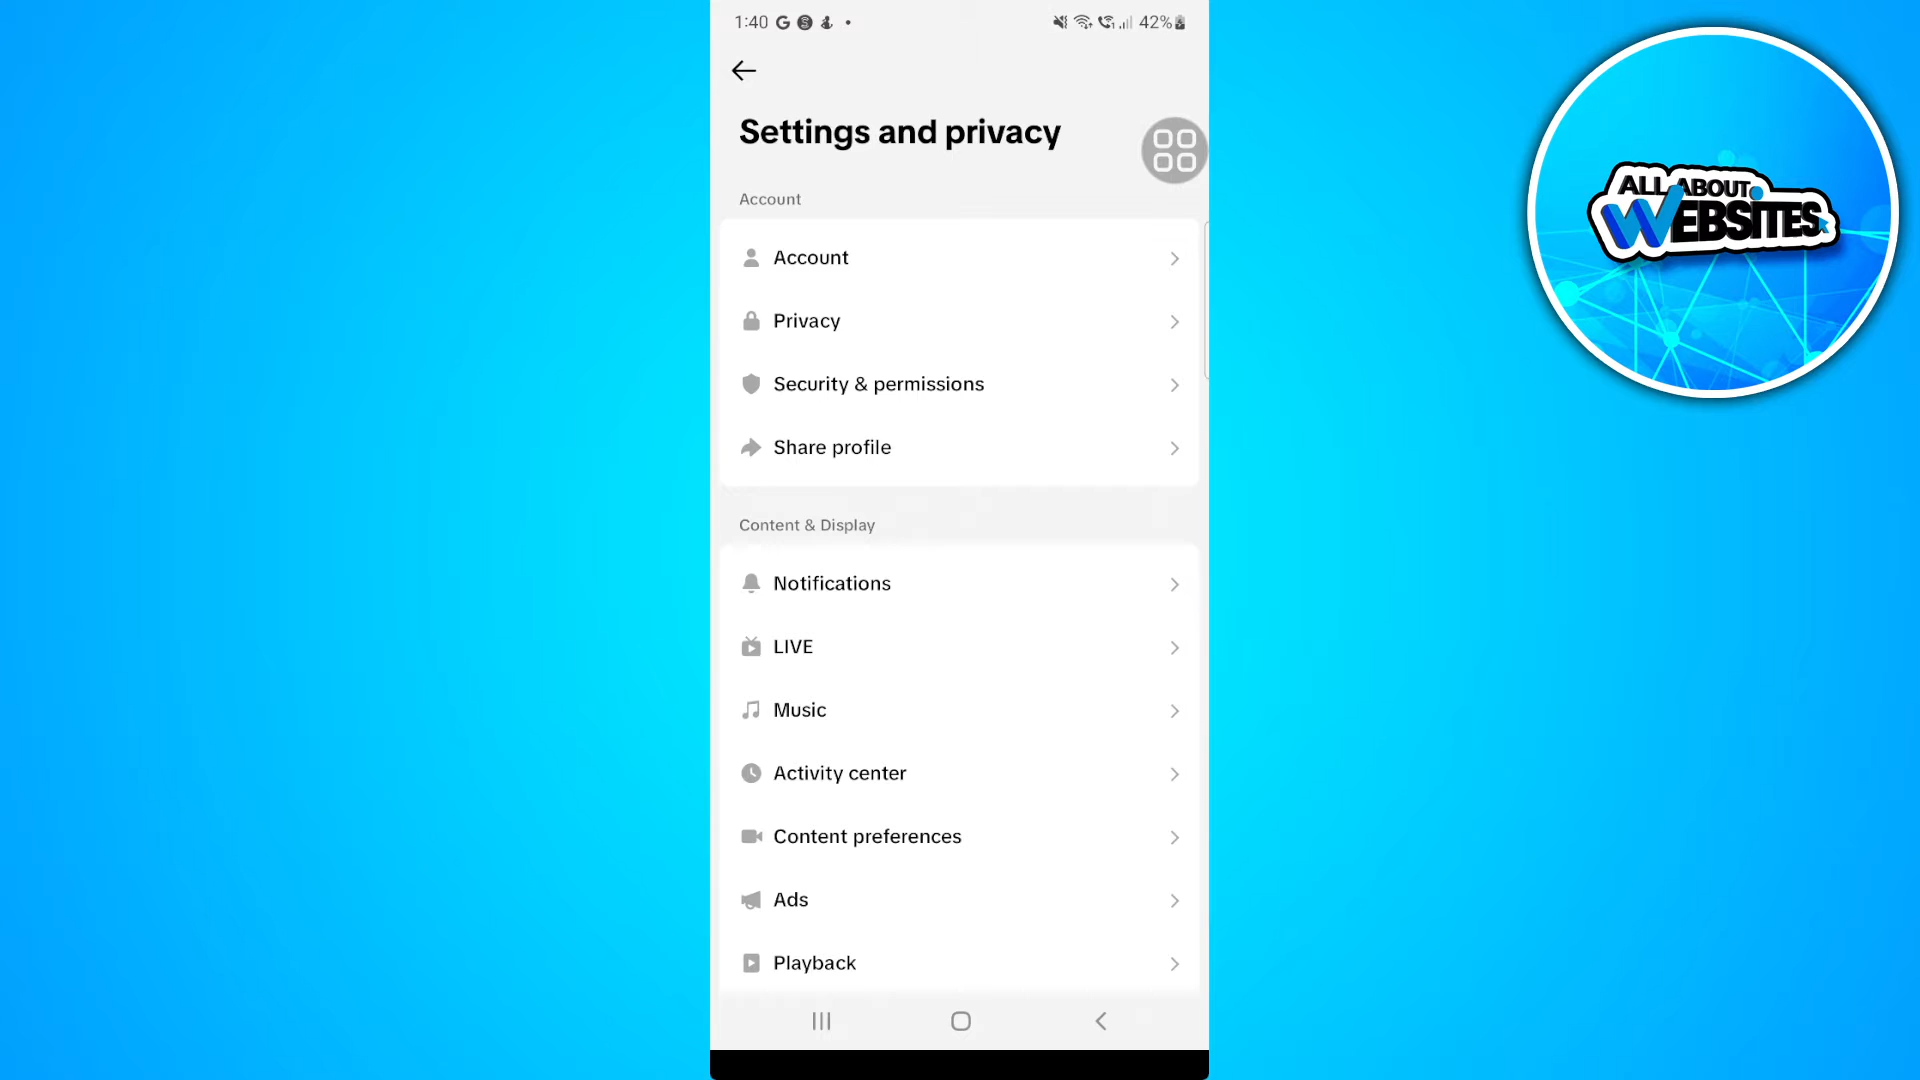 1:40 G S 42%
Settings and privacy
Account
Account
Privacy
Security & permissions
Share profile
Content & Display
Notifications
LIVE
Music
Activity center
Content preferences
Ads
Playback
ALL ABOUT
WEBSITES